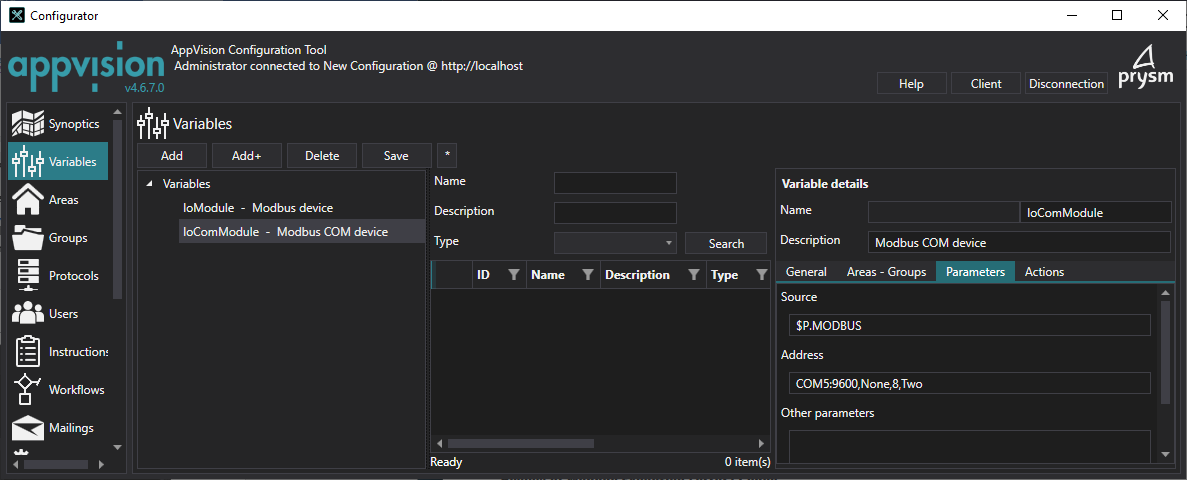 Configurator
appvision
v4.6.7.0
AppVision Configuration Tool
Administrator connected to New Configuration @ http://localhost
Help
Client
Disconnection
prysm
Synoptics
Variables
Areas
Groups
Protocols
Users
Instructions
Workflows
Mailings
Variables
Add
Add+
Delete
Save
*
Variables
IoModule - Modbus device
IoComModule - Modbus COM device
Name
Description
Type
Search
ID
Name
Description
Type
Ready
0 item(s)
Variable details
Name
IoComModule
Description
Modbus COM device
General
Areas - Groups
Parameters
Actions
Source
$P.MODBUS
Address
COM5:9600,None,8,Two
Other parameters